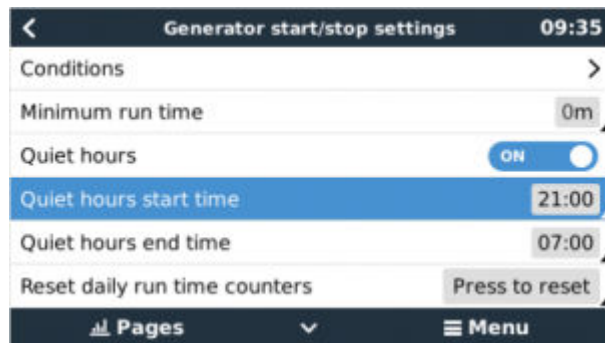 Generator start/stop settings 09:35
Conditions
Minimum run time 0m
Quiet hours ON
Quiet hours start time 21:00
Quiet hours end time 07:00
Reset daily run time counters Press to reset
Pages Menu